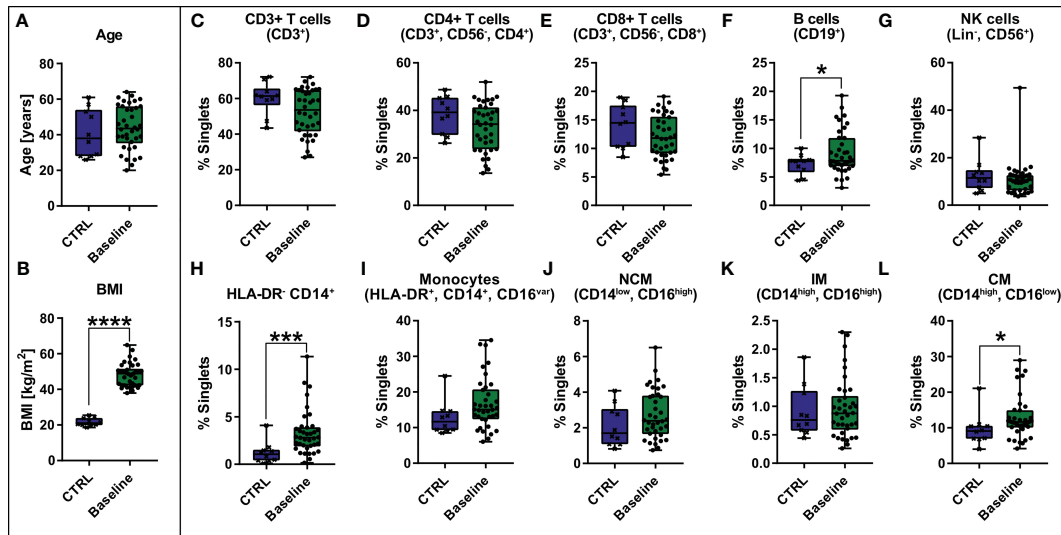 A
Age
Age [years]
80
60
40
20
0
CTRL
Baseline
B
BMI
BMI [kg/m²]
80
60
40
20
0
****
CTRL
Baseline
C
CD3+ T cells
(CD3⁺)
% Singlets
80
60
40
20
0
CTRL
Baseline
D
CD4+ T cells
(CD3⁺, CD56⁻, CD4⁺)
% Singlets
60
40
20
0
CTRL
Baseline
E
CD8+ T cells
(CD3⁺, CD56⁻, CD8⁺)
% Singlets
25
20
15
10
5
0
CTRL
Baseline
F
B cells
(CD19⁺)
% Singlets
25
20
15
10
5
0
*
CTRL
Baseline
G
NK cells
(Lin⁻, CD56⁺)
% Singlets
60
40
20
0
CTRL
Baseline
H
HLA-DR⁻ CD14⁺
% Singlets
15
10
5
0
***
CTRL
Baseline
I
Monocytes
(HLA-DR⁺, CD14⁺, CD16ᵛᵃʳ)
% Singlets
40
30
20
10
0
CTRL
Baseline
J
NCM
(CD14ˡᵒʷ, CD16ʰⁱᵍʰ)
% Singlets
8
6
4
2
0
CTRL
Baseline
K
IM
(CD14ʰⁱᵍʰ, CD16ʰⁱᵍʰ)
% Singlets
2.5
2.0
1.5
1.0
0.5
0.0
CTRL
Baseline
L
CM
(CD14ʰⁱᵍʰ, CD16ˡᵒʷ)
% Singlets
40
30
20
10
0
*
CTRL
Baseline